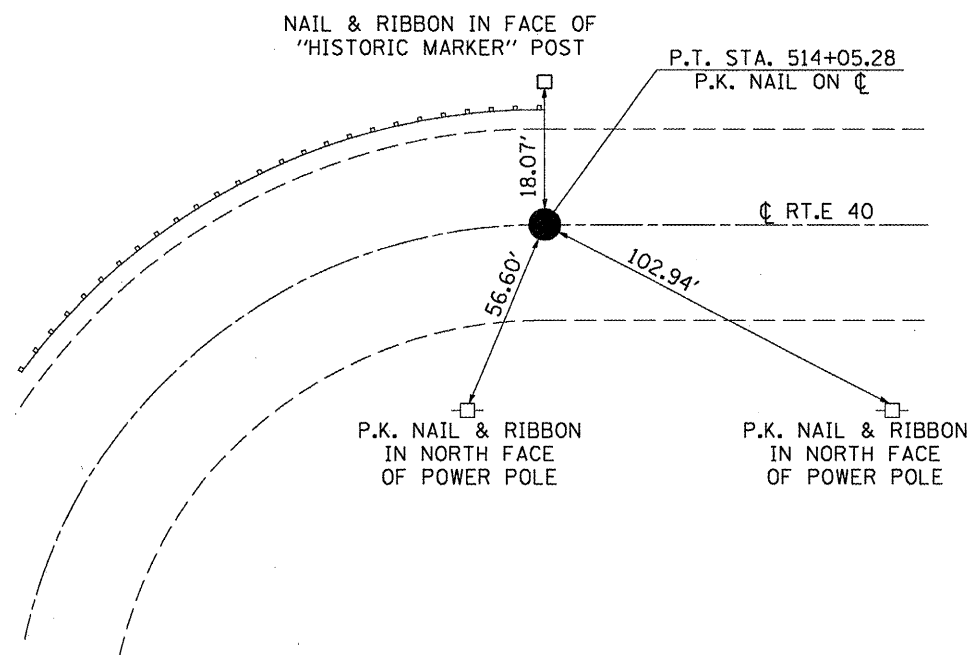 NAIL & RIBBON IN FACE OF
"HISTORIC MARKER" POST
P.T. STA. 514+05.28
P.K. NAIL ON ℄
18.07'
℄ RT.E 40
56.60'
102.94'
P.K. NAIL & RIBBON
IN NORTH FACE
OF POWER POLE
P.K. NAIL & RIBBON
IN NORTH FACE
OF POWER POLE